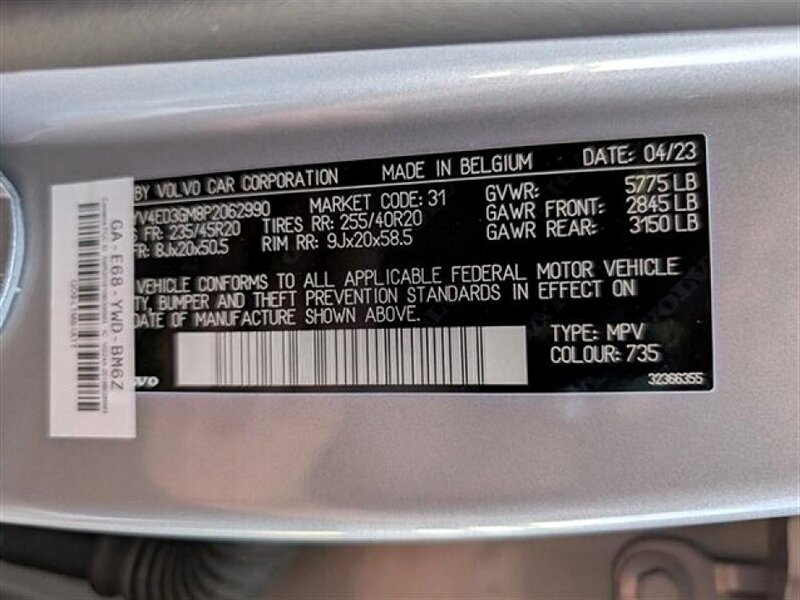 BY VOLVO CAR CORPORATION MADE IN BELGIUM DATE: 04/23
YV4ED3GM8P2062990 MARKET CODE: 31 GVWR: 5775 LB
S FR: 235/45R20 TIRES RR: 255/40R20 GAWR FRONT: 2845 LB
FR: 8Jx20x50.5 RIM RR: 9Jx20x58.5 GAWR REAR: 3150 LB
VEHICLE CONFORMS TO ALL APPLICABLE FEDERAL MOTOR VEHICLE
TY, BUMPER AND THEFT PREVENTION STANDARDS IN EFFECT ON
DATE OF MANUFACTURE SHOWN ABOVE.
TYPE: MPV
COLOUR: 735
VO
32366355
GA-E68-YWD-BM6Z